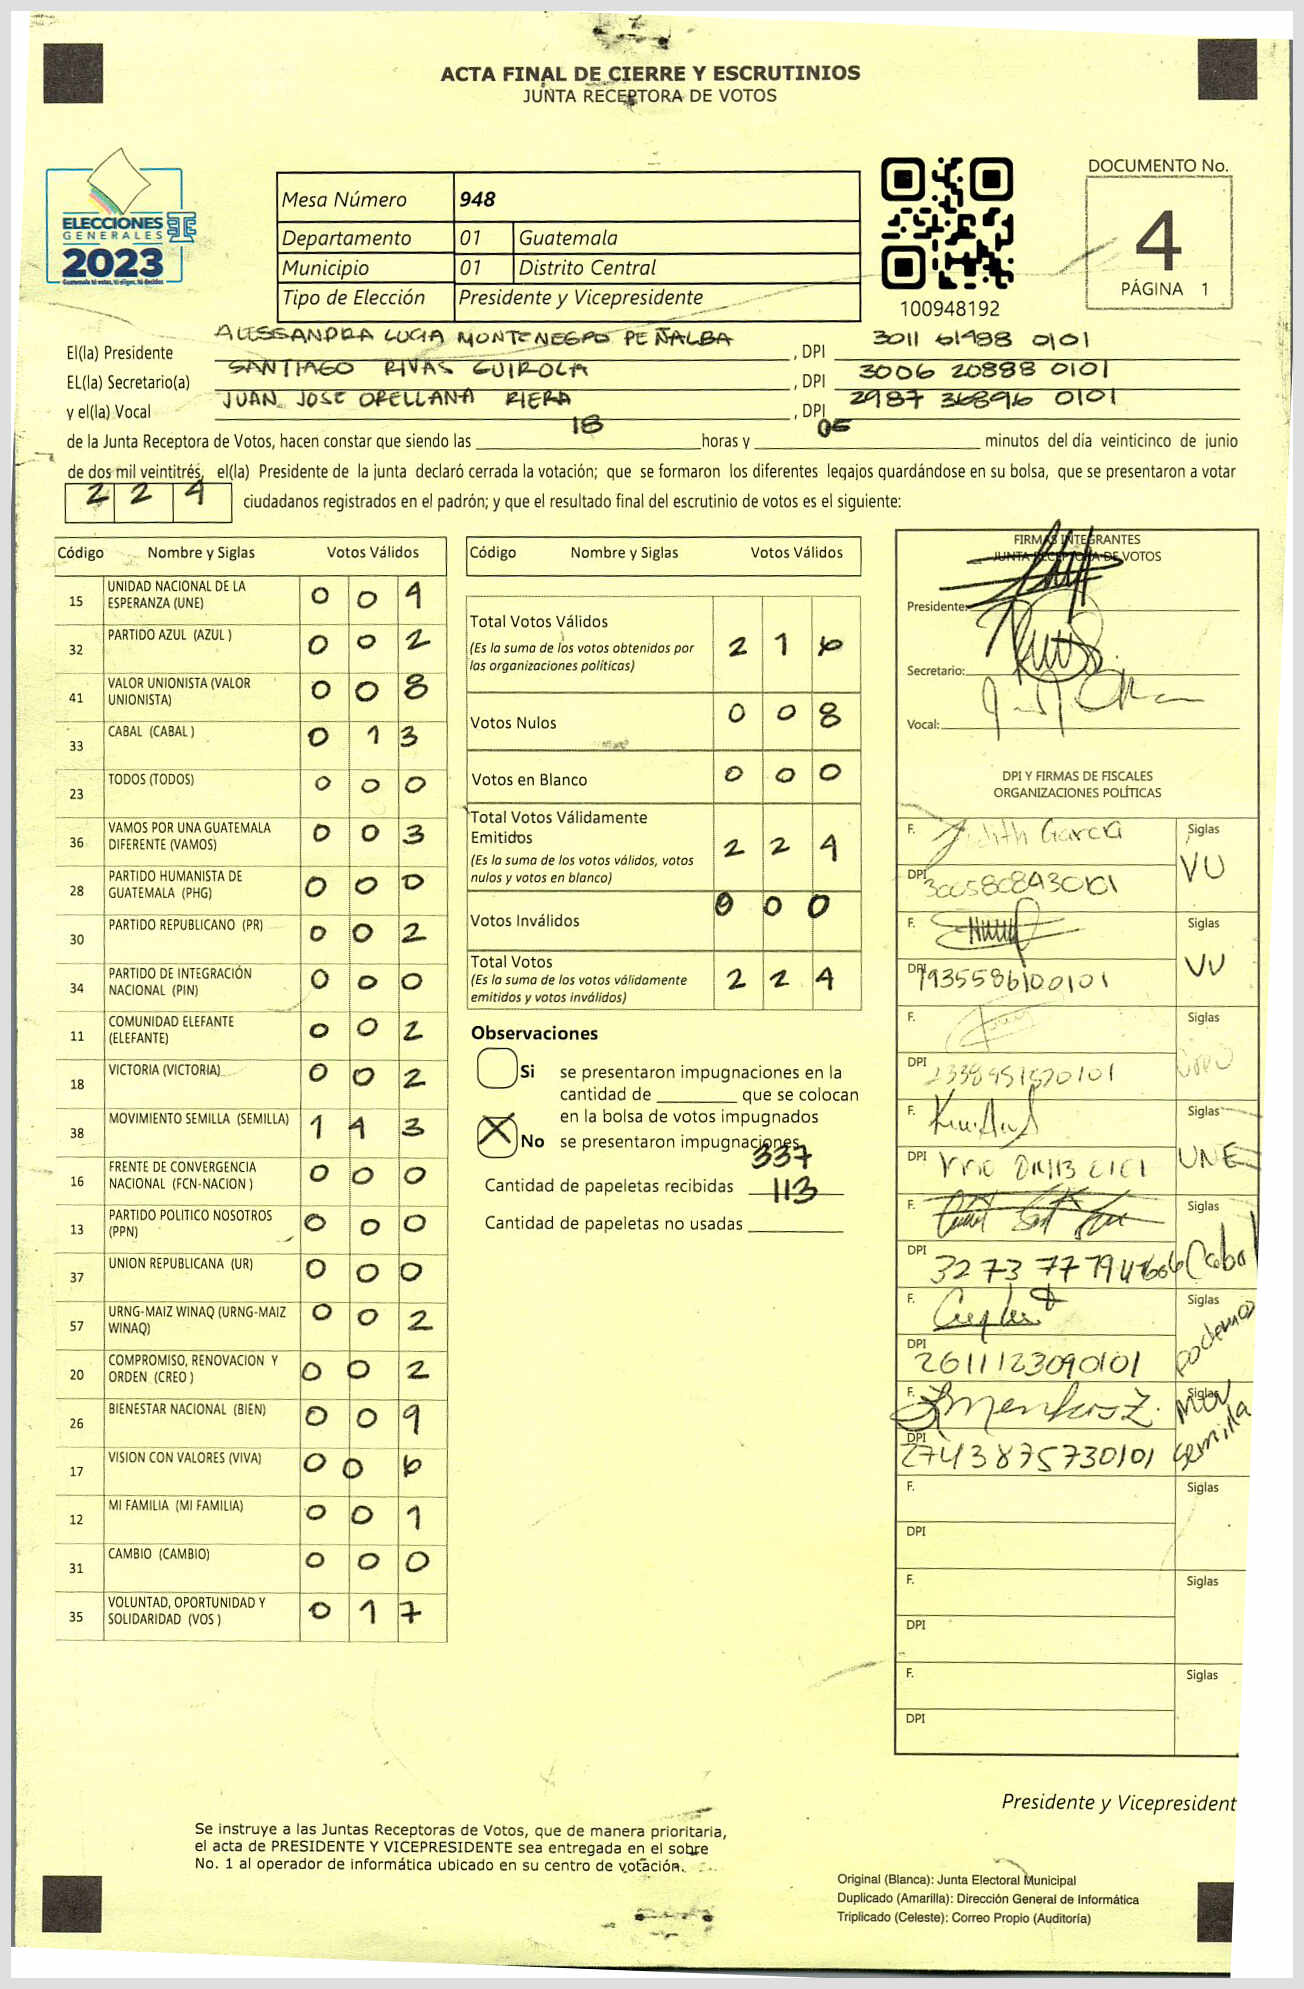 ACTA FINAL DE CIERRE Y ESCRUTINIOS
JUNTA RECEPTORA DE VOTOS
ELECCIONES
GENERALES
2023
Guatemala tú votas, tú eliges, tú decides
Mesa Número 948
Departamento 01 Guatemala
Municipio 01 Distrito Central
Tipo de Elección Presidente y Vicepresidente
100948192
DOCUMENTO No.
4
PÁGINA 1
El(la) Presidente ALESSANDRA LUCIA MONTENEGRO PEÑALBA , DPI 3011 61498 0101
EL(la) Secretario(a) SANTIAGO RIVAS GUIROLA , DPI 3006 20888 0101
y el(la) Vocal JUAN JOSE ORELLANA RIERA , DPI 2987 36896 0101
de la Junta Receptora de Votos, hacen constar que siendo las 18 horas y 05 minutos del día veinticinco de junio
de dos mil veintitrés, el(la) Presidente de la junta declaró cerrada la votación; que se formaron los diferentes legajos guardándose en su bolsa, que se presentaron a votar
2 2 4 ciudadanos registrados en el padrón; y que el resultado final del escrutinio de votos es el siguiente:
Código Nombre y Siglas Votos Válidos
15 UNIDAD NACIONAL DE LA ESPERANZA (UNE) 0 0 4
32 PARTIDO AZUL (AZUL ) 0 0 2
41 VALOR UNIONISTA (VALOR UNIONISTA) 0 0 8
33 CABAL (CABAL ) 0 1 3
23 TODOS (TODOS) 0 0 0
36 VAMOS POR UNA GUATEMALA DIFERENTE (VAMOS) 0 0 3
28 PARTIDO HUMANISTA DE GUATEMALA (PHG) 0 0 0
30 PARTIDO REPUBLICANO (PR) 0 0 2
34 PARTIDO DE INTEGRACIÓN NACIONAL (PIN) 0 0 0
11 COMUNIDAD ELEFANTE (ELEFANTE) 0 0 2
18 VICTORIA (VICTORIA) 0 0 2
38 MOVIMIENTO SEMILLA (SEMILLA) 1 4 3
16 FRENTE DE CONVERGENCIA NACIONAL (FCN-NACION ) 0 0 0
13 PARTIDO POLITICO NOSOTROS (PPN) 0 0 0
37 UNION REPUBLICANA (UR) 0 0 0
57 URNG-MAIZ WINAQ (URNG-MAIZ WINAQ) 0 0 2
20 COMPROMISO, RENOVACION Y ORDEN (CREO ) 0 0 2
26 BIENESTAR NACIONAL (BIEN) 0 0 9
17 VISION CON VALORES (VIVA) 0 0 6
12 MI FAMILIA (MI FAMILIA) 0 0 1
31 CAMBIO (CAMBIO) 0 0 0
35 VOLUNTAD, OPORTUNIDAD Y SOLIDARIDAD (VOS ) 0 1 7
Código Nombre y Siglas Votos Válidos
Total Votos Válidos 2 1 6
(Es la suma de los votos obtenidos por
las organizaciones políticas)
Votos Nulos 0 0 8
Votos en Blanco 0 0 0
Total Votos Válidamente
Emitidos 2 2 4
(Es la suma de los votos válidos, votos
nulos y votos en blanco)
Votos Inválidos 0 0 0
Total Votos 2 2 4
(Es la suma de los votos válidamente
emitidos y votos inválidos)
Observaciones
Si se presentaron impugnaciones en la
cantidad de ________ que se colocan
en la bolsa de votos impugnados
X No se presentaron impugnaciones
337
Cantidad de papeletas recibidas 113
Cantidad de papeletas no usadas
FIRMAS INTEGRANTES
JUNTA RECEPTORA DE VOTOS
Presidente:
Secretario:
Vocal:
DPI Y FIRMAS DE FISCALES
ORGANIZACIONES POLÍTICAS
F. Judith Garcia Siglas VU
DPI 3005808430101
F. Siglas VU
DPI 1935586100101
F. Siglas
DPI
F. Siglas UNE
DPI
F. Siglas Cabal
DPI 3273 77794
F. Siglas podemos
DPI 2611123090101
F. Siglas Mov semilla
DPI 2743875730101
F. Siglas
DPI
F. Siglas
DPI
F. Siglas
DPI
Presidente y Vicepresident
Se instruye a las Juntas Receptoras de Votos, que de manera prioritaria,
el acta de PRESIDENTE Y VICEPRESIDENTE sea entregada en el sobre
No. 1 al operador de informática ubicado en su centro de votación.
Original (Blanca): Junta Electoral Municipal
Duplicado (Amarilla): Dirección General de Informática
Triplicado (Celeste): Correo Propio (Auditoría)